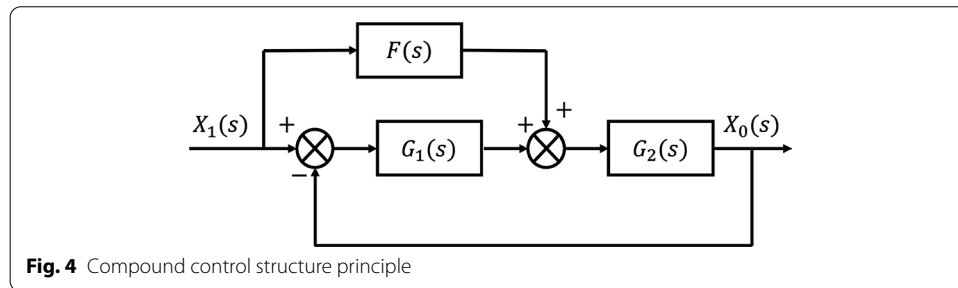 F(s)
+
X₁(s)
+
+
X₀(s)
G₁(s)
G₂(s)
−
Fig. 4 Compound control structure principle